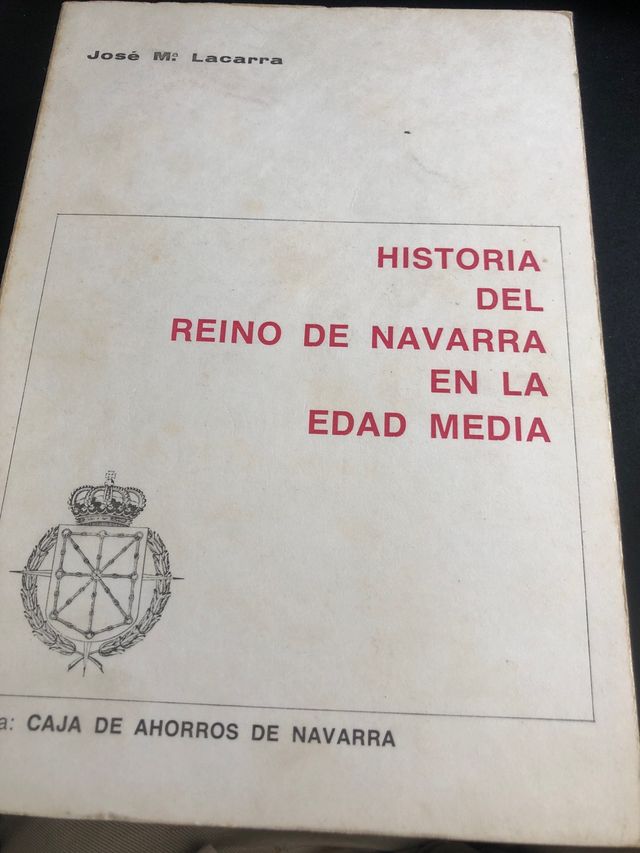 José Mª Lacarra
HISTORIA
DEL
REINO DE NAVARRA
EN LA
EDAD MEDIA
a: CAJA DE AHORROS DE NAVARRA